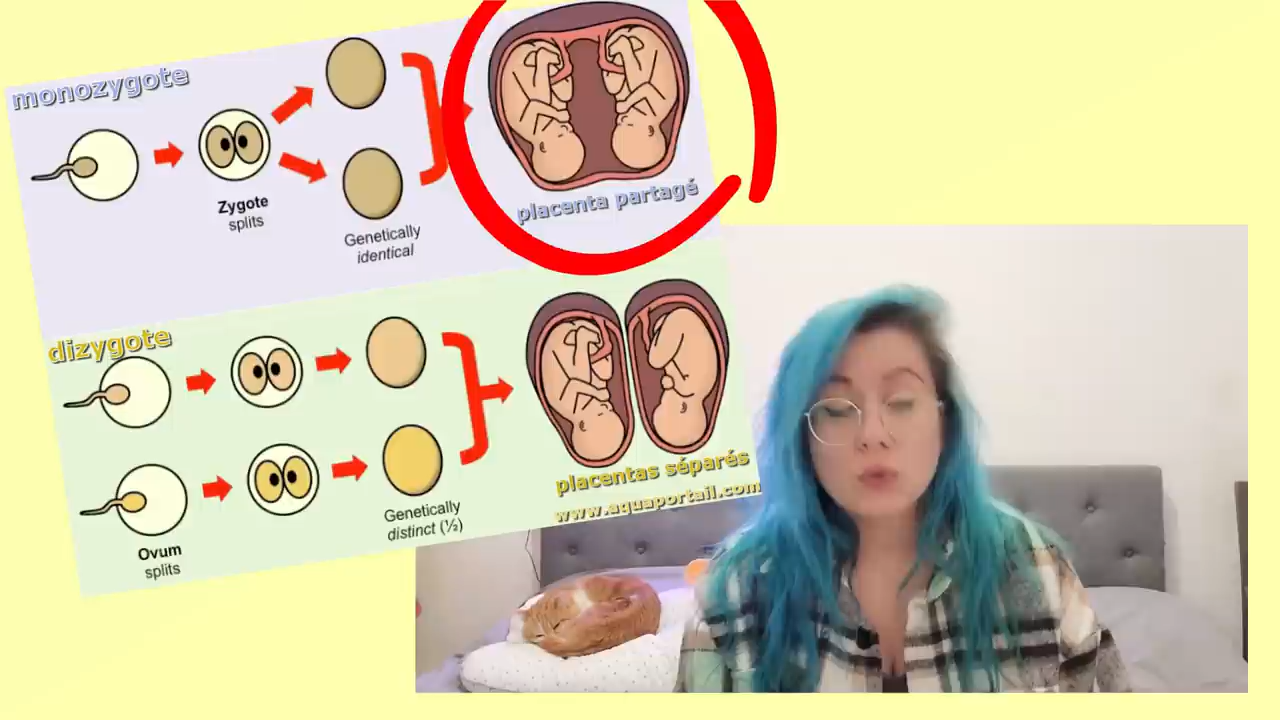 monozygote
Zygote
splits
Genetically
identical
placenta partagé
dizygote
Ovum
splits
Genetically
distinct (½)
placentas séparés
www.aquaportail.com